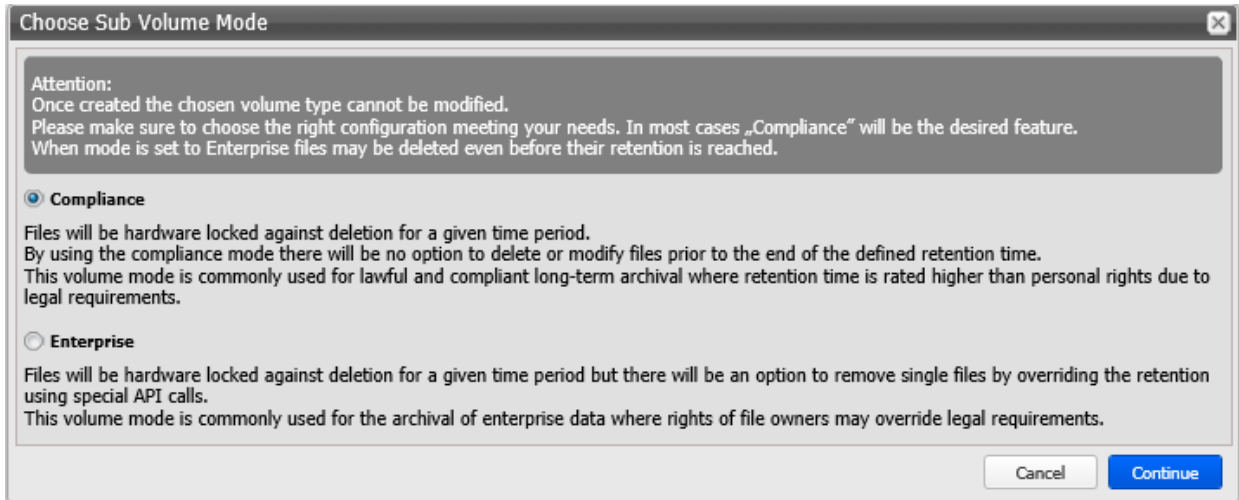 Choose Sub Volume Mode
Attention:
Once created the chosen volume type cannot be modified.
Please make sure to choose the right configuration meeting your needs. In most cases „Compliance” will be the desired feature.
When mode is set to Enterprise files may be deleted even before their retention is reached.
Compliance
Files will be hardware locked against deletion for a given time period.
By using the compliance mode there will be no option to delete or modify files prior to the end of the defined retention time.
This volume mode is commonly used for lawful and compliant long-term archival where retention time is rated higher than personal rights due to
legal requirements.
Enterprise
Files will be hardware locked against deletion for a given time period but there will be an option to remove single files by overriding the retention
using special API calls.
This volume mode is commonly used for the archival of enterprise data where rights of file owners may override legal requirements.
Cancel
Continue